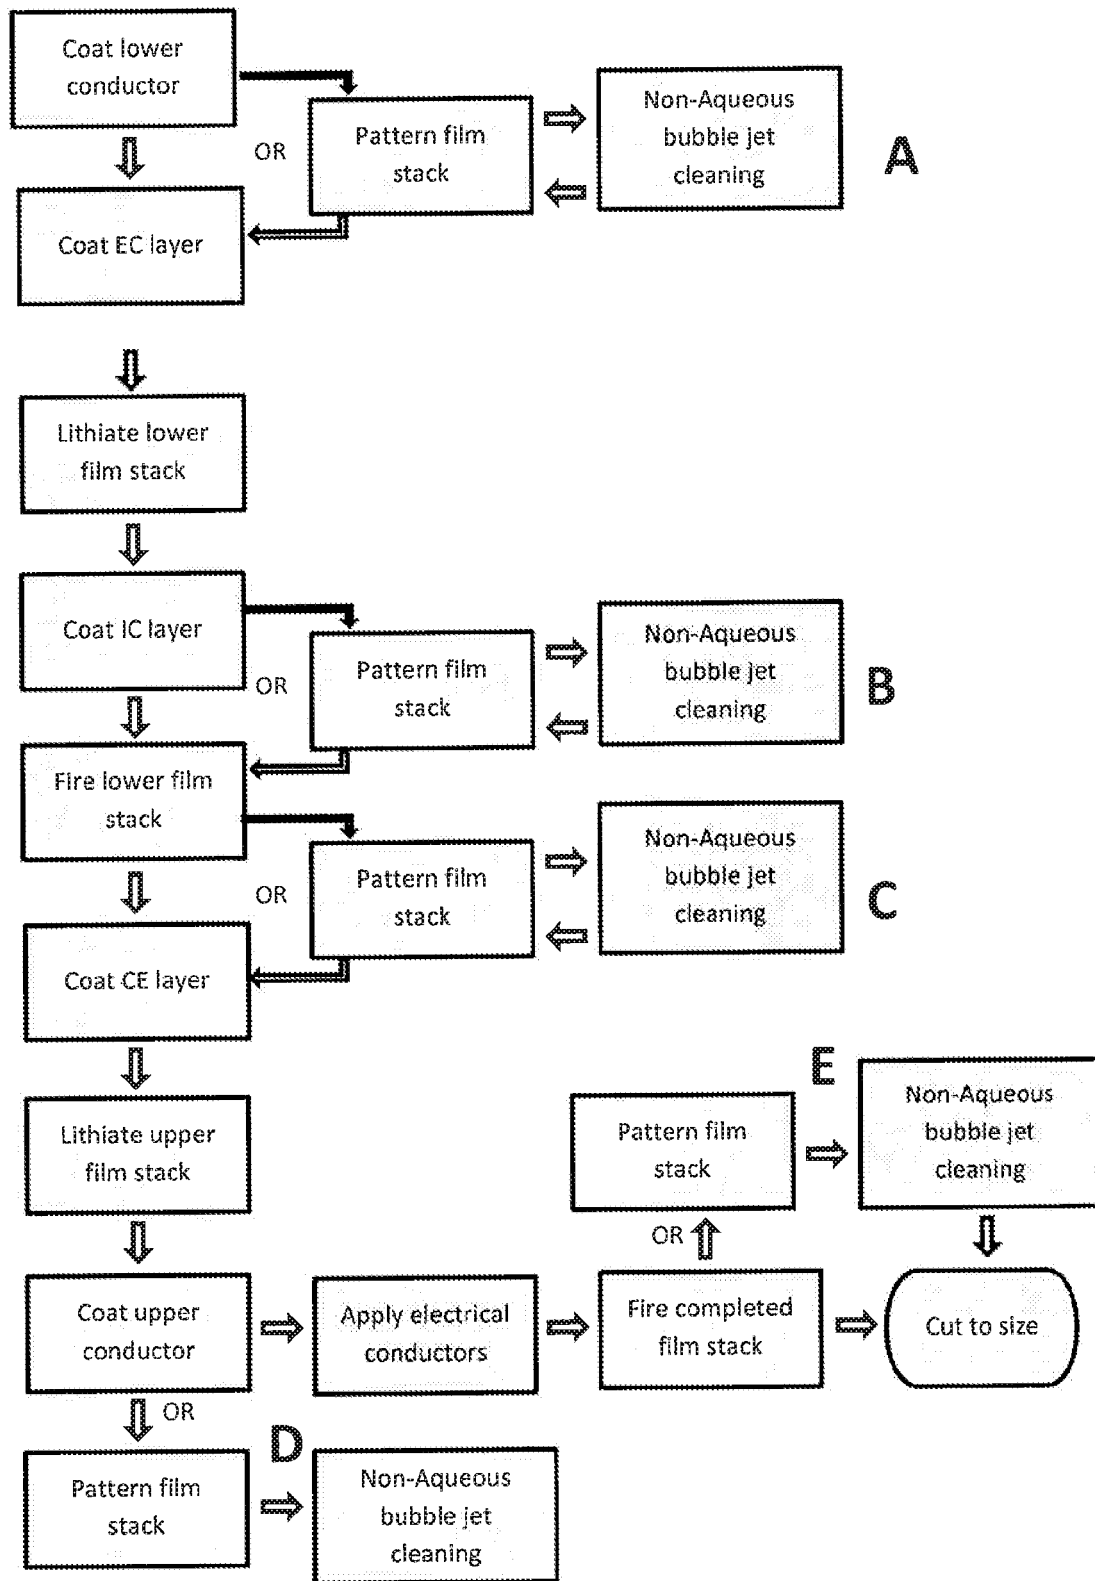 Coat lower
conductor
OR
Pattern film
stack
Non-Aqueous
bubble jet
cleaning
A
Coat EC layer
Lithiate lower
film stack
Coat IC layer
OR
Pattern film
stack
Non-Aqueous
bubble jet
cleaning
B
Fire lower film
stack
OR
Pattern film
stack
Non-Aqueous
bubble jet
cleaning
C
Coat CE layer
Lithiate upper
film stack
Pattern film
stack
E
Non-Aqueous
bubble jet
cleaning
OR
Coat upper
conductor
Apply electrical
conductors
Fire completed
film stack
Cut to size
OR
Pattern film
stack
D
Non-Aqueous
bubble jet
cleaning